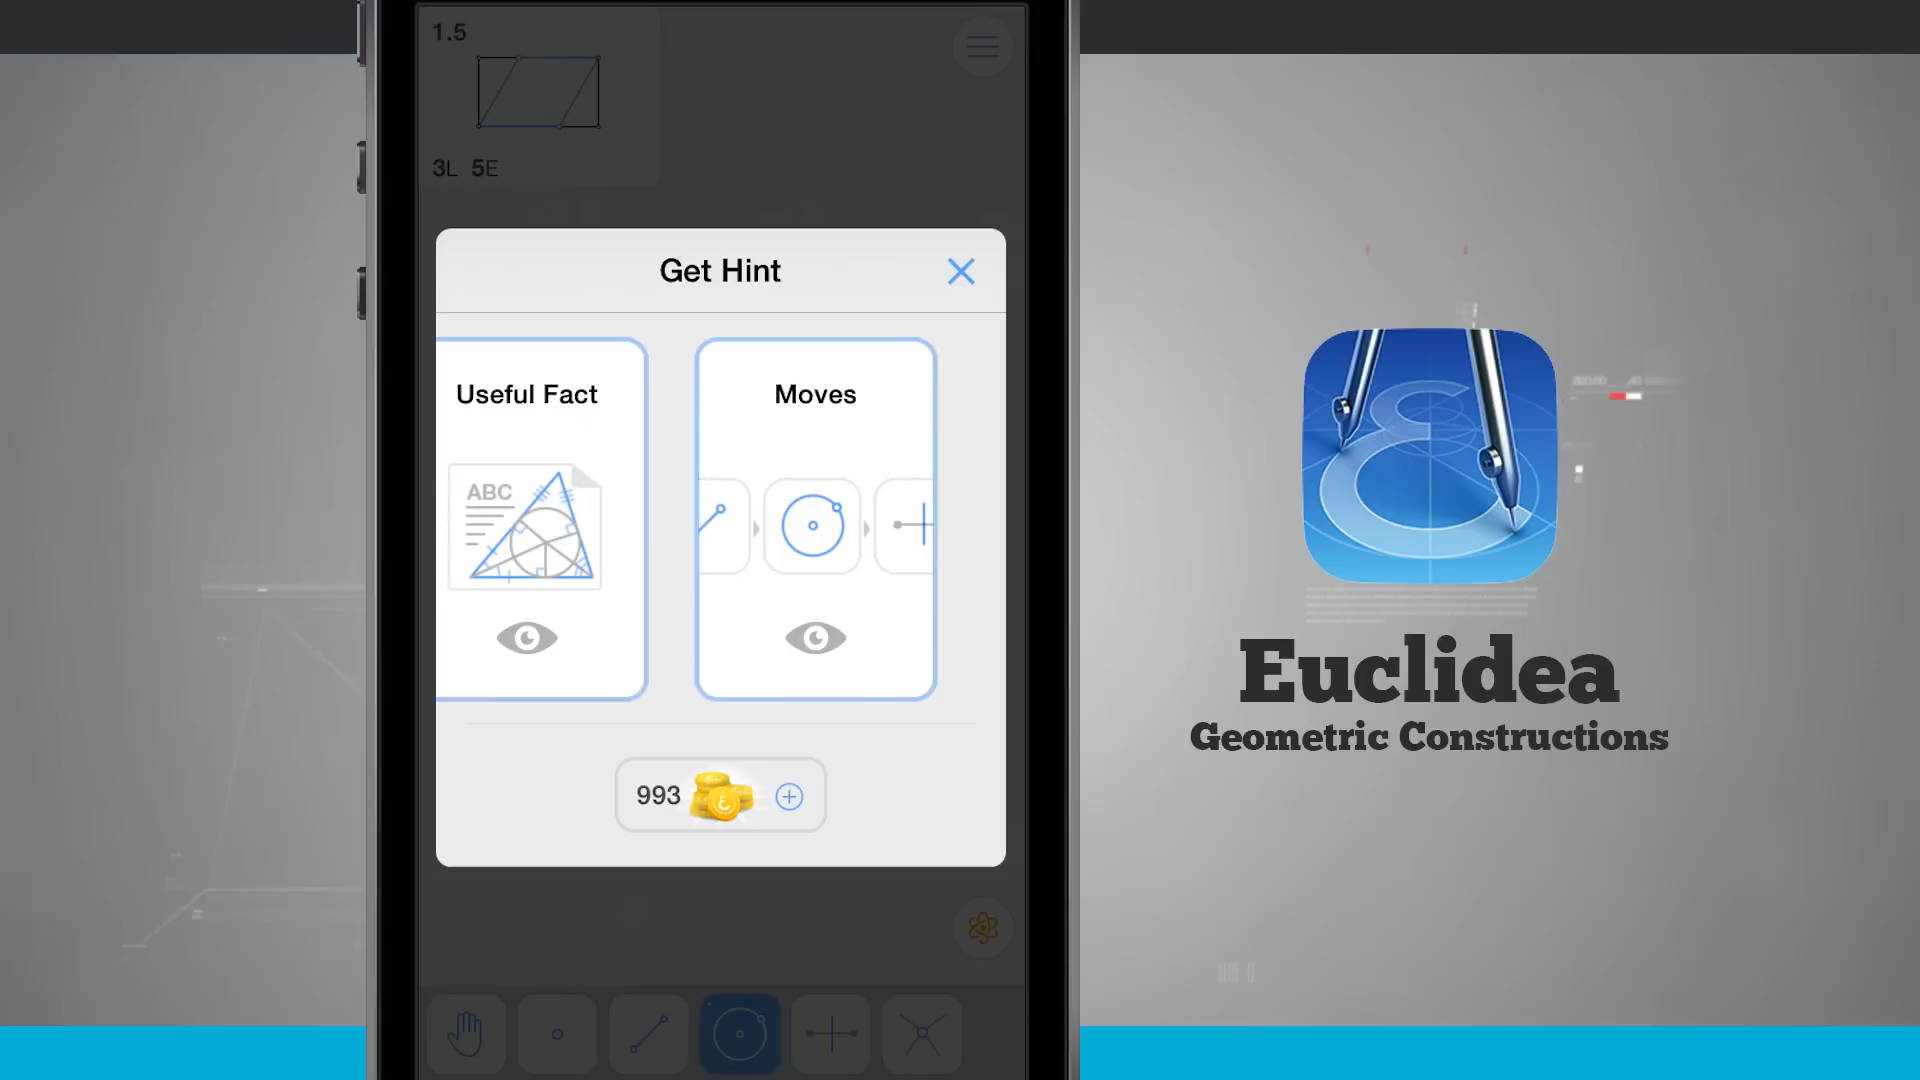 1.5
3L 5E
Get Hint
Useful Fact
Moves
ABC
993
Euclidea
Geometric Constructions